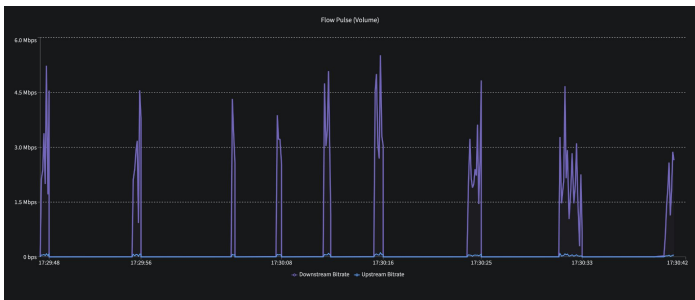 Flow Pulse (Volume)
6.0 Mbps
4.5 Mbps
3.0 Mbps
1.5 Mbps
0 bps
17:29:48 17:29:56 17:30:08 17:30:16 17:30:25 17:30:33 17:30:42
Downstream Bitrate Upstream Bitrate